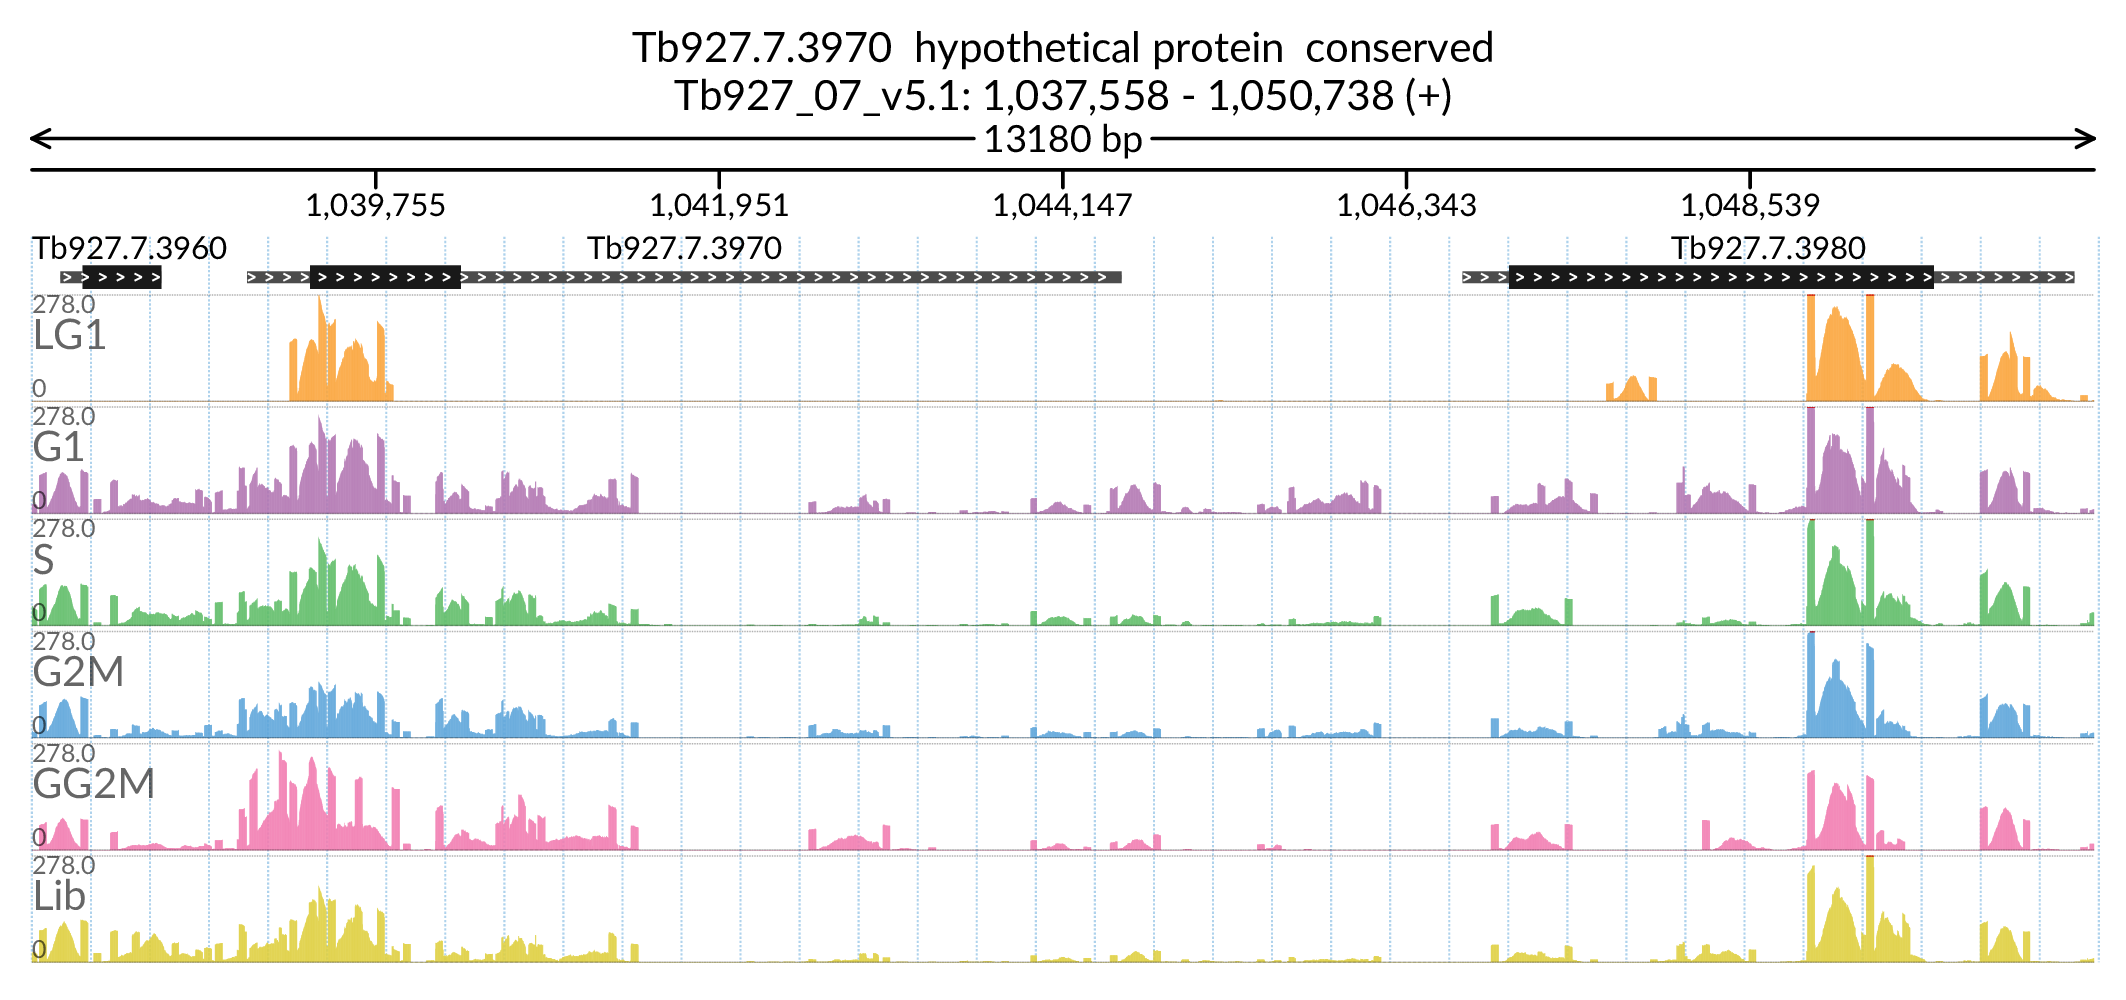 Tb927.7.3970 hypothetical protein conserved
Tb927_07_v5.1: 1,037,558 - 1,050,738 (+)
13180 bp
1,039,755 1,041,951 1,044,147 1,046,343 1,048,539
Tb927.7.3960 Tb927.7.3970 Tb927.7.3980
278.0
LG1
0
278.0
G1
0
278.0
S
0
278.0
G2M
0
278.0
GG2M
0
278.0
Lib
0